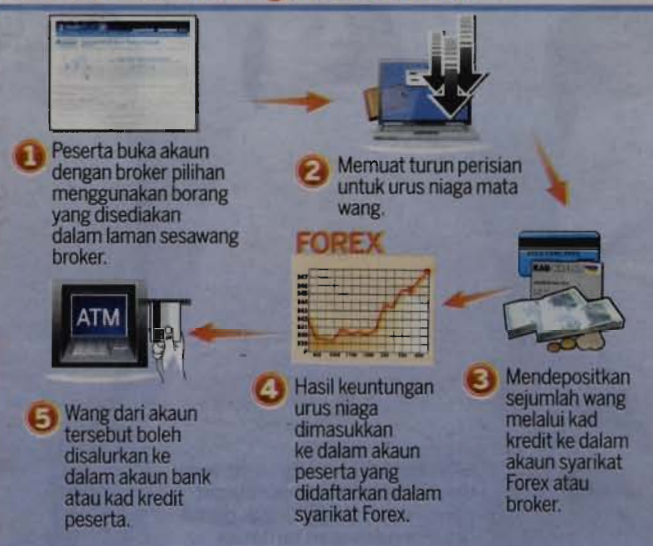 1 Peserta buka akaun
dengan broker pilihan
menggunakan borang
yang disediakan
dalam laman sesawang
broker.
2 Memuat turun perisian
untuk urus niaga mata
wang.
KAD
3 Mendepositkan
sejumlah wang
melalui kad
kredit ke dalam
akaun syarikat
Forex atau
broker.
FOREX
4 Hasil keuntungan
urus niaga
dimasukkan
ke dalam akaun
peserta yang
didaftarkan dalam
syarikat Forex.
ATM
5 Wang dari akaun
tersebut boleh
disalurkan ke
dalam akaun bank
atau kad kredit
peserta.